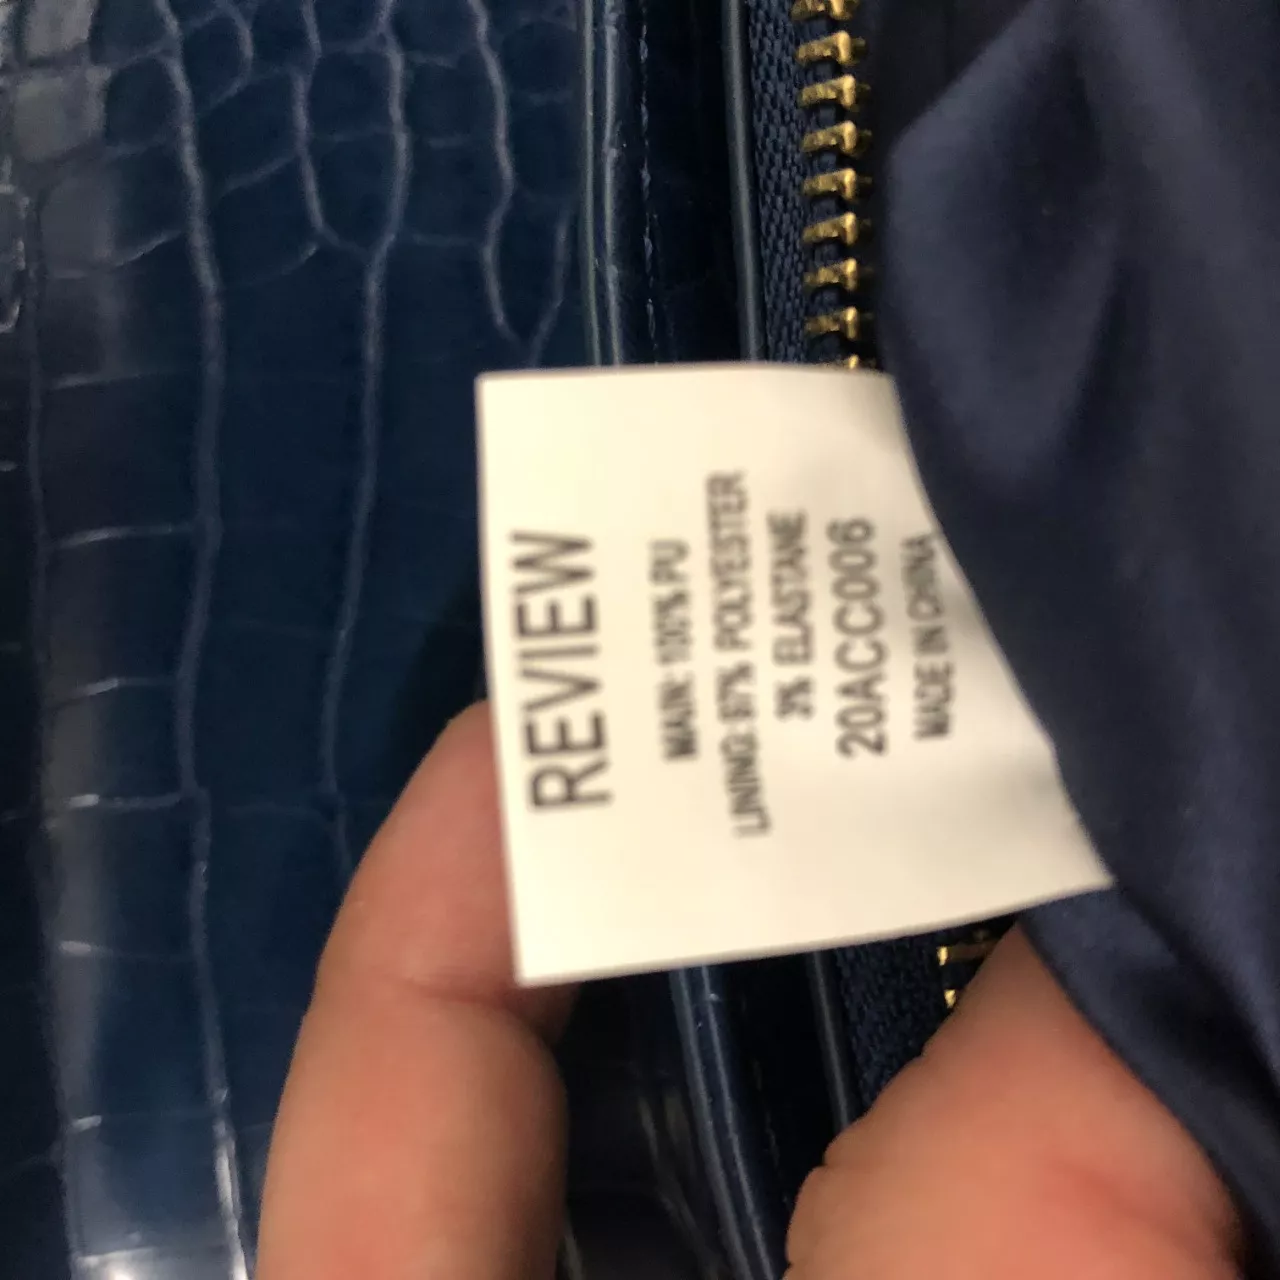 REVIEW
MAIN: 100% PU
LINING: 97% POLYESTER
3% ELASTANE
20ACC006
MADE IN CHINA